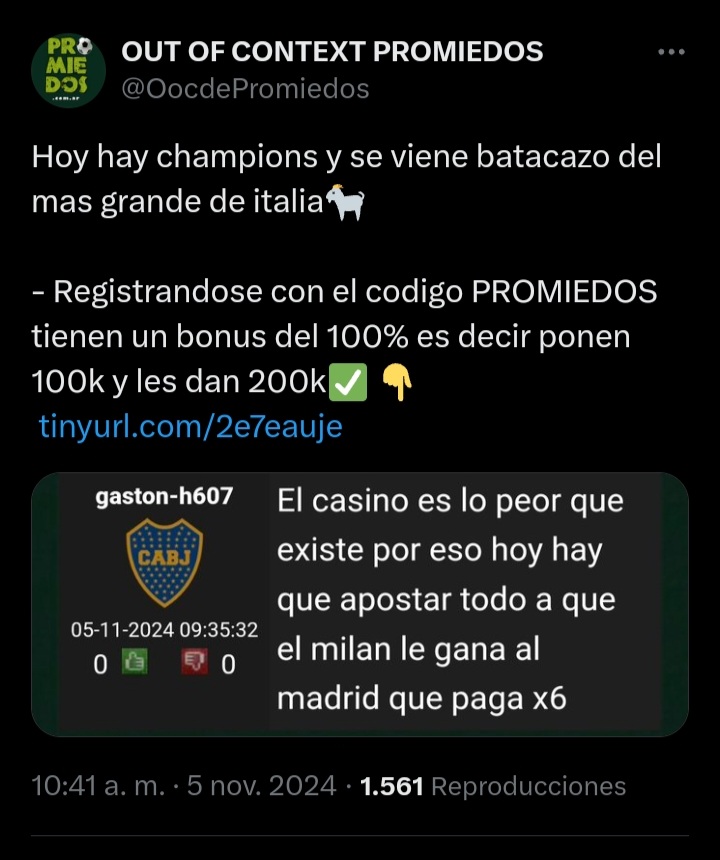 PR
MIE
DOS
.com.ar
OUT OF CONTEXT PROMIEDOS
@OocdePromiedos
Hoy hay champions y se viene batacazo del
mas grande de italia🐐
- Registrandose con el codigo PROMIEDOS
tienen un bonus del 100% es decir ponen
100k y les dan 200k✅ 👇
tinyurl.com/2e7eauje
gaston-h607
CABJ
05-11-2024 09:35:32
0 0
El casino es lo peor que
existe por eso hoy hay
que apostar todo a que
el milan le gana al
madrid que paga x6
10:41 a. m. · 5 nov. 2024 · 1.561 Reproducciones